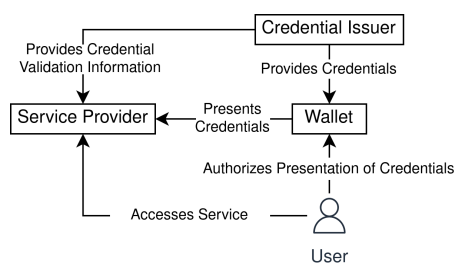 Credential Issuer
Provides Credential
Validation Information
Provides Credentials
Service Provider
Presents
Credentials
Wallet
Authorizes Presentation of Credentials
Accesses Service
User